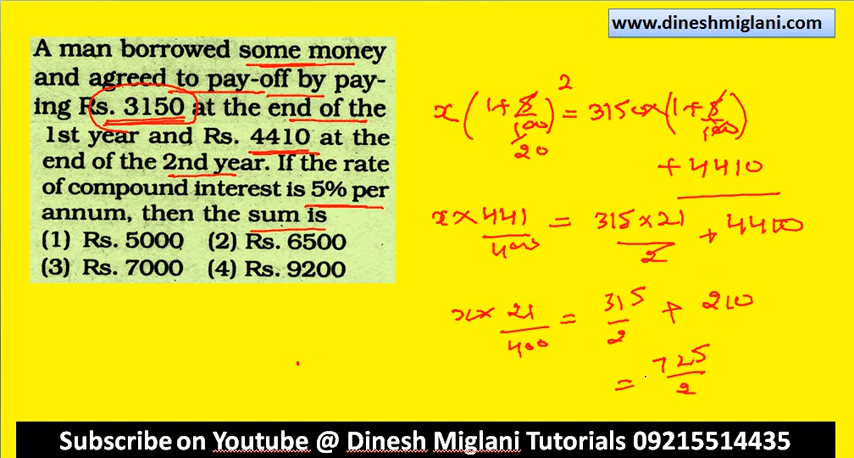 www.dineshmiglani.com
A man borrowed some money
and agreed to pay-off by pay-
ing Rs. 3150 at the end of the
1st year and Rs. 4410 at the
end of the 2nd year. If the rate
of compound interest is 5% per
annum, then the sum is
(1) Rs. 5000 (2) Rs. 6500
(3) Rs. 7000 (4) Rs. 9200
x(1+5/100)² = 3150×(1+5/100)
20
+4410
x×441/400 = 315×21/2 + 4410
x×21/400 = 315/2 + 210
= 725/2
Subscribe on Youtube @ Dinesh Miglani Tutorials 09215514435